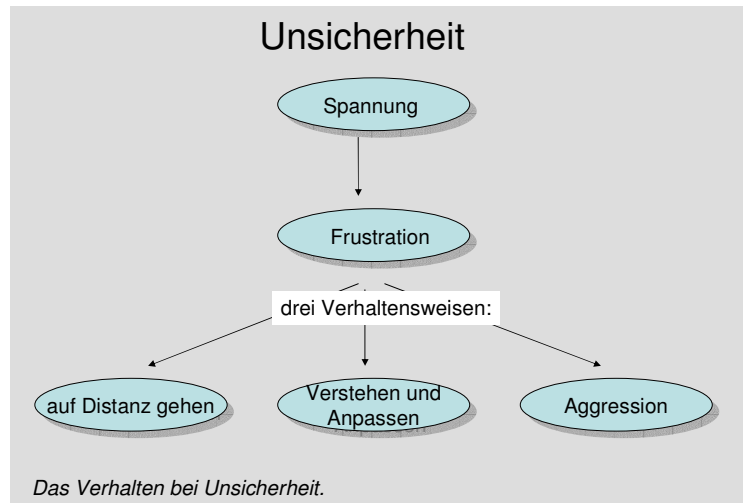 Unsicherheit
Spannung
Frustration
drei Verhaltensweisen:
auf Distanz gehen
Verstehen und
Anpassen
Aggression
Das Verhalten bei Unsicherheit.